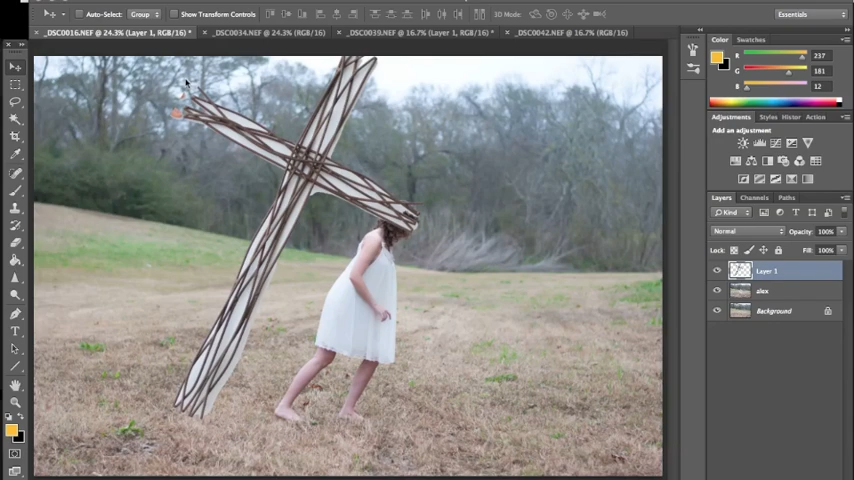 Auto-Select: Group Show Transform Controls 3D Mode: Essentials
_DSC0016.NEF @ 24.3% (Layer 1, RGB/16) * _DSC0034.NEF @ 24.3% (RGB/16) _DSC0039.NEF @ 16.7% (Layer 1, RGB/16) * _DSC0042.NEF @ 16.7% (RGB/16)
Color Swatches
R 237
G 181
B 12
Adjustments Styles Histor Action
Add an adjustment
Layers Channels Paths
Kind
Normal Opacity: 100%
Lock: Fill: 100%
Layer 1
alex
Background